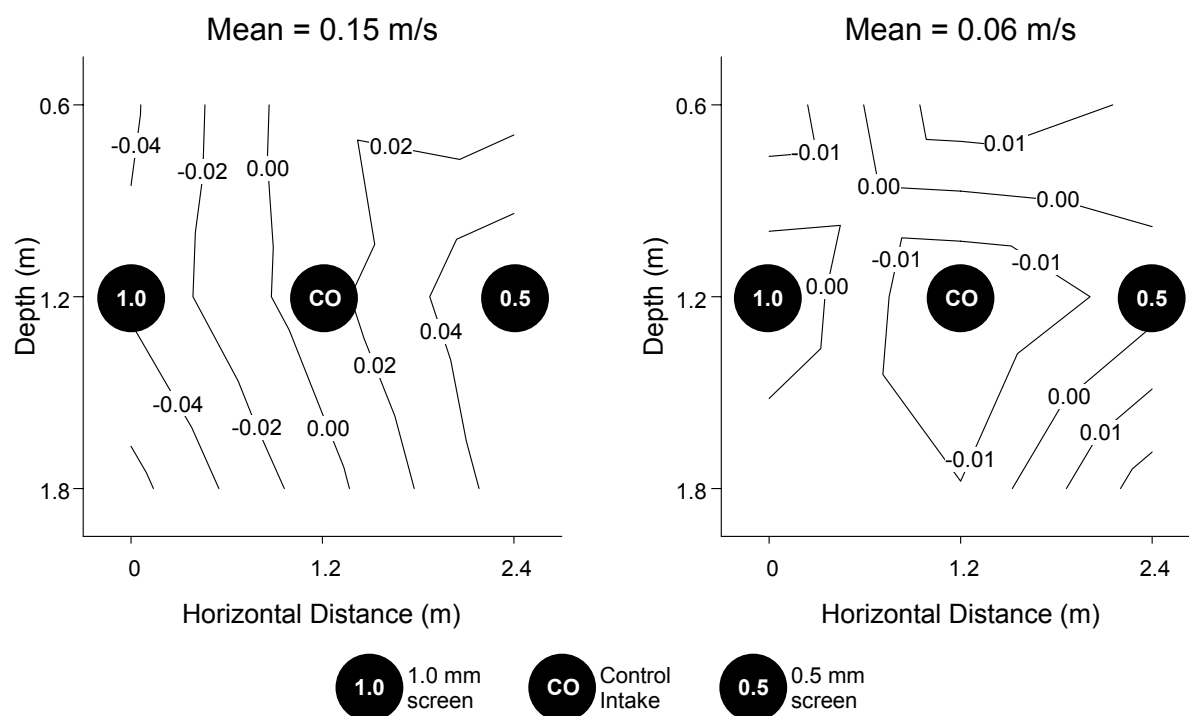 Mean = 0.15 m/s
Mean = 0.06 m/s
Depth (m)
0.6
1.2
1.8
-0.04
-0.02
0.00
0.02
1.0
CO
0.5
0.04
0.02
-0.04
-0.02
0.00
0
1.2
2.4
Horizontal Distance (m)
Depth (m)
0.6
1.2
1.8
-0.01
-0.01
0.00
0.00
-0.01
-0.01
1.0
0.00
CO
0.5
0.00
0.01
-0.01
0
1.2
2.4
Horizontal Distance (m)
1.0
1.0 mm
screen
CO
Control
Intake
0.5
0.5 mm
screen